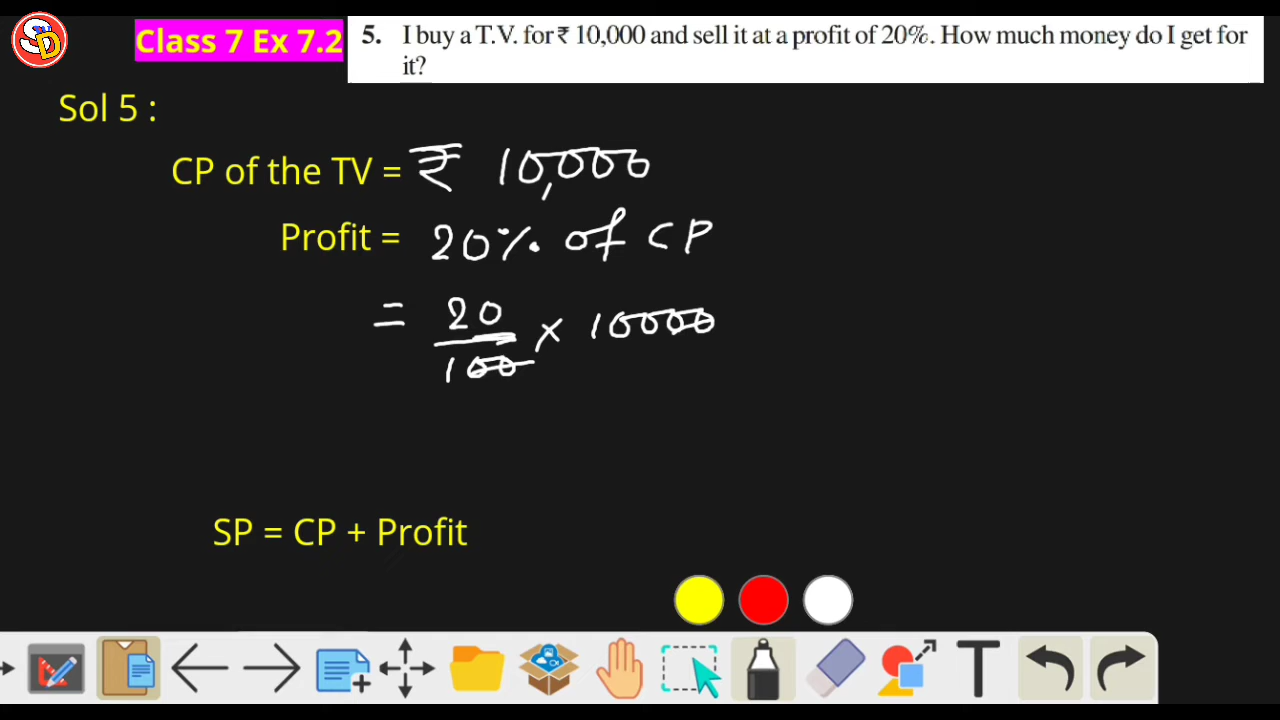 SD
Class 7 Ex 7.2
5. I buy a T.V. for ₹ 10,000 and sell it at a profit of 20%. How much money do I get for
it?
Sol 5 :
CP of the TV = ₹ 10,000
Profit = 20% of CP
= 20/100 × 10000
SP = CP + Profit
T